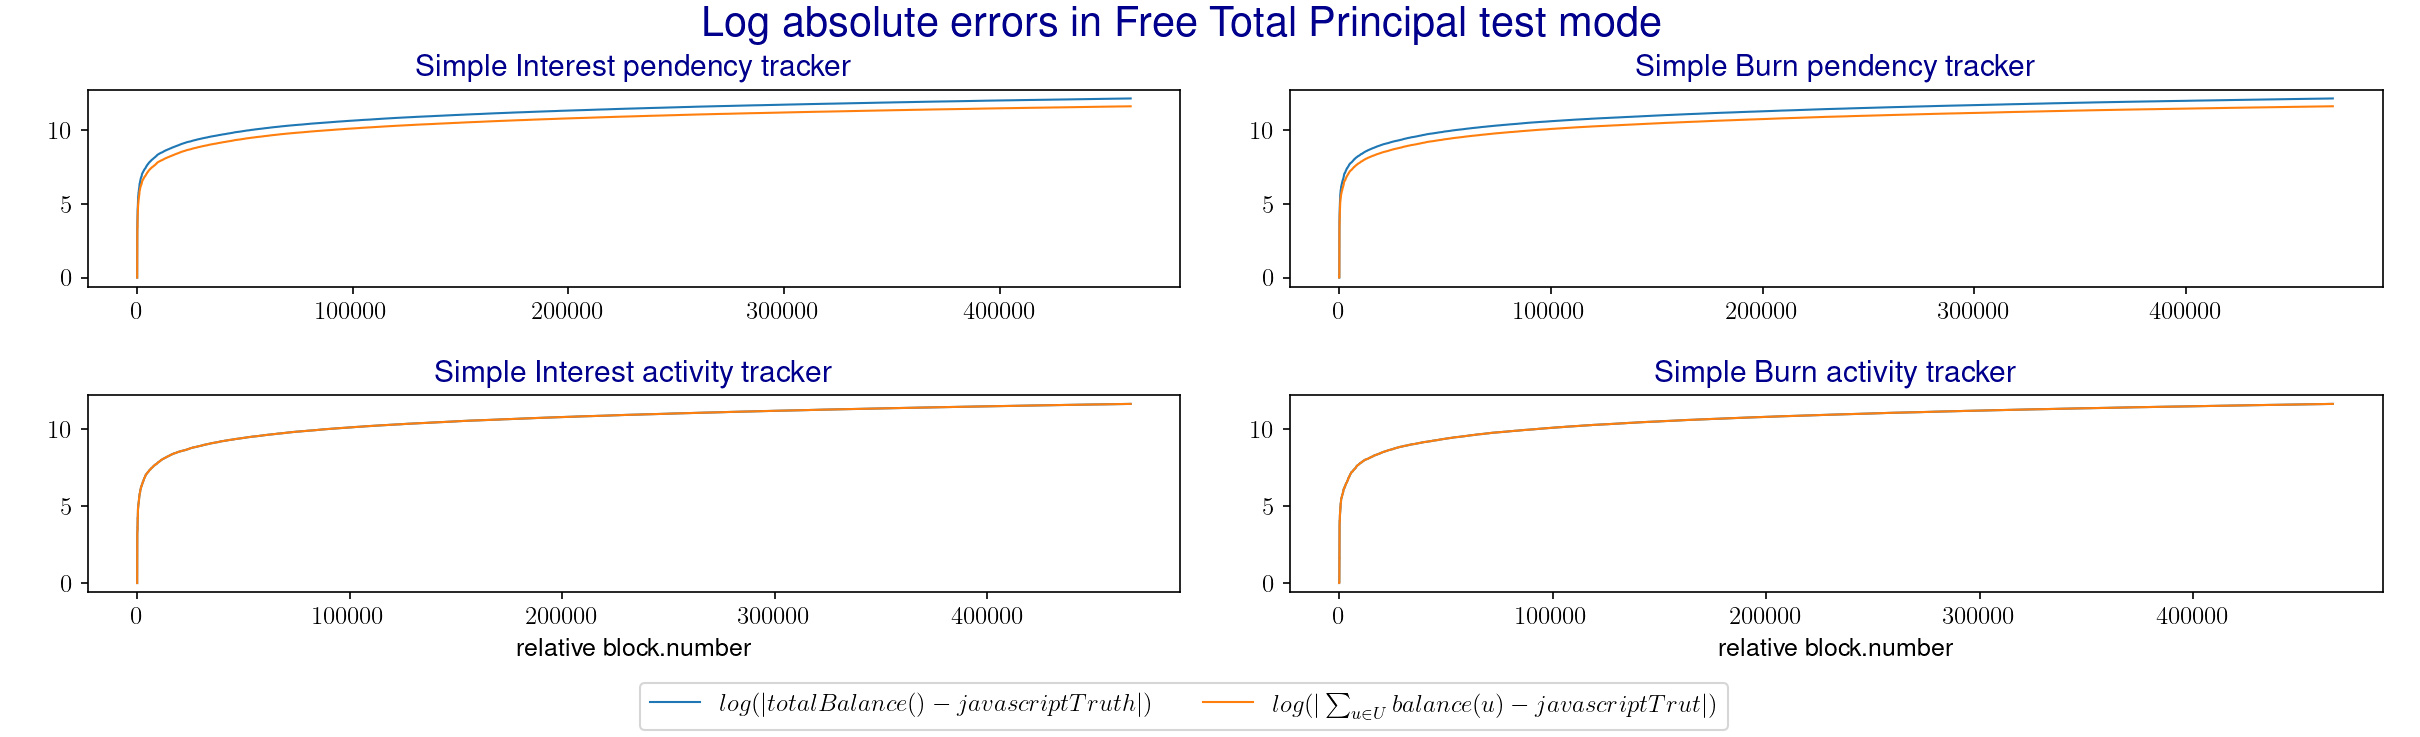 Log absolute errors in Free Total Principal test mode
Simple Interest pendency tracker
10
5
0
0 100000 200000 300000 400000
Simple Burn pendency tracker
10
5
0
0 100000 200000 300000 400000
Simple Interest activity tracker
10
5
0
0 100000 200000 300000 400000
relative block.number
Simple Burn activity tracker
10
5
0
0 100000 200000 300000 400000
relative block.number
log(|totalBalance() − javascriptTruth|)
log(| ∑u∈U balance(u) − javascriptTrut|)